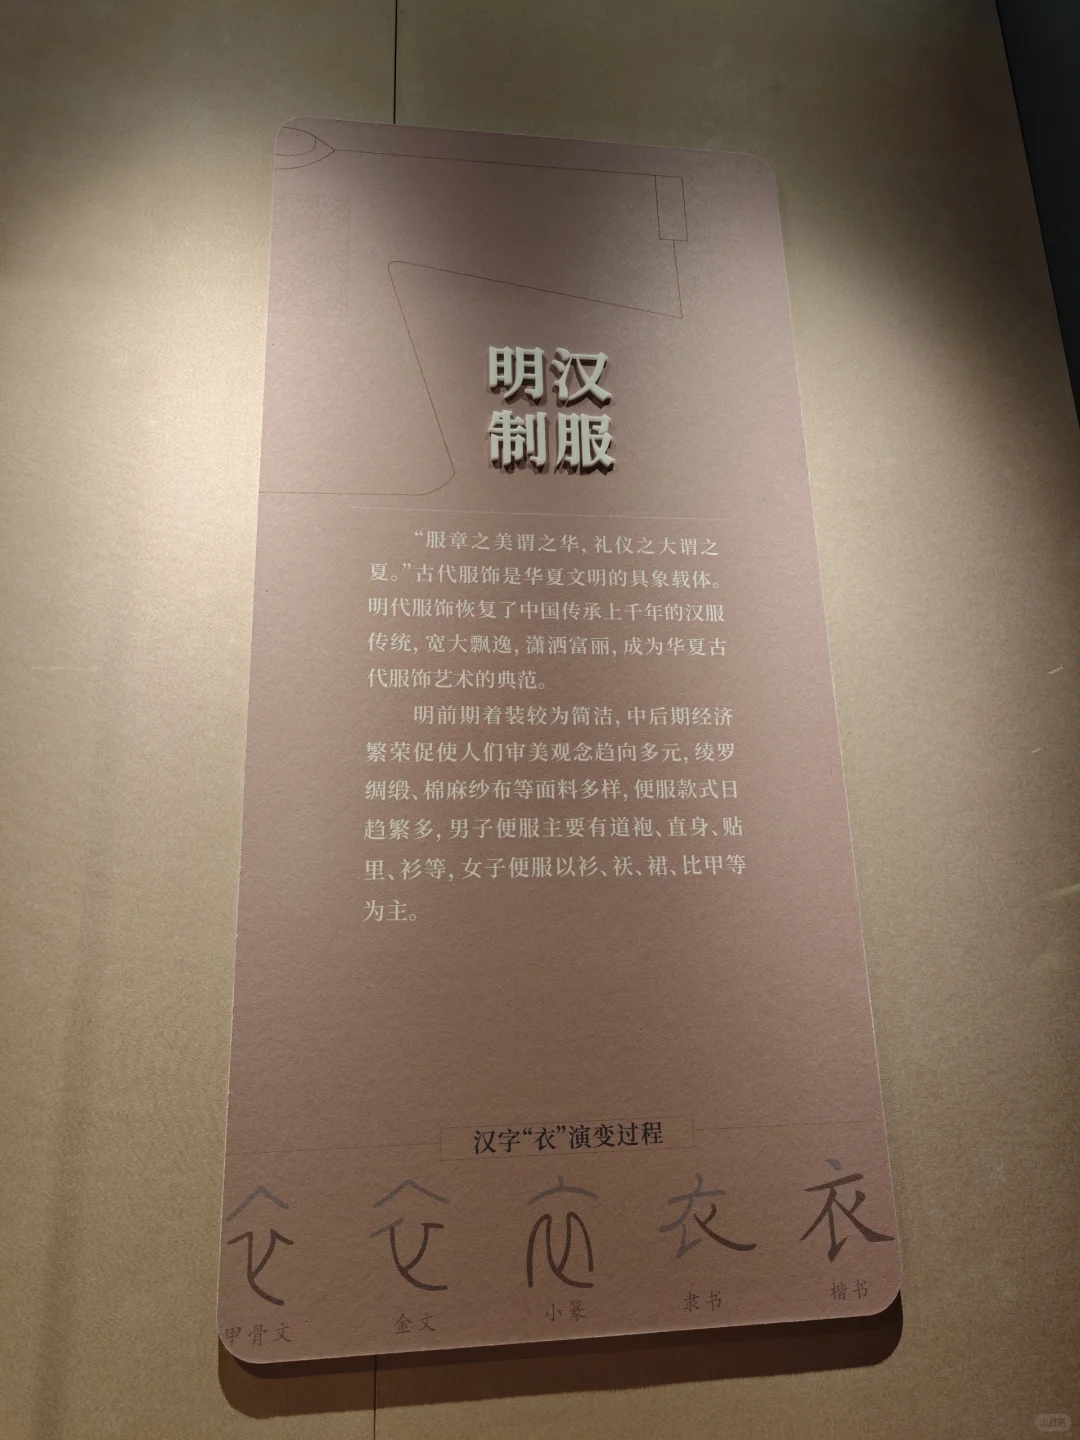 明汉
制服
“服章之美谓之华，礼仪之大谓之
夏。”古代服饰是华夏文明的具象载体。
明代服饰恢复了中国传承上千年的汉服
传统，宽大飘逸，潇洒富丽，成为华夏古
代服饰艺术的典范。
明前期着装较为简洁，中后期经济
繁荣促使人们审美观念趋向多元，绫罗
绸缎、棉麻纱布等面料多样，便服款式日
趋繁多，男子便服主要有道袍、直身、贴
里、衫等，女子便服以衫、袄、裙、比甲等
为主。
汉字“衣”演变过程
衣 衣 衣 衣 衣
甲骨文 金文 小篆 隶书 楷书
小红书